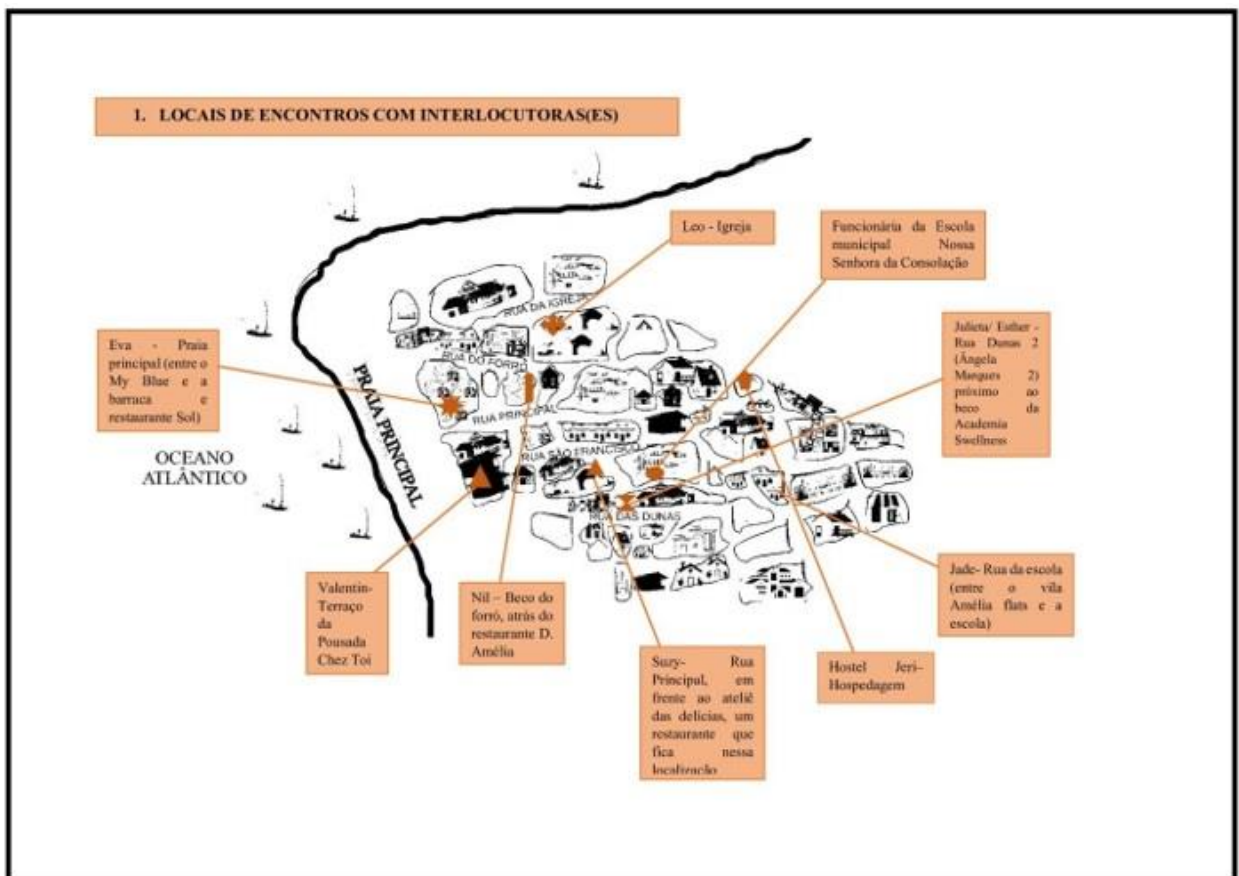 1. LOCAIS DE ENCONTROS COM INTERLOCUTORAS(ES)
Leo - Igreja
Funcionária da Escola
municipal Nossa
Senhora da Consolação
Eva - Praia
principal (entre o
My Blue e a
barraca e
restaurante Sol)
Julieta/ Esther -
Rua Dunas 2
(Ângela
Marques 2)
próximo ao
beco da
Academia
Swellness
RUA DA IGREJA
RUA DO FORRÓ
RUA PRINCIPAL
RUA SÃO FRANCISCO
RUA DAS DUNAS
PRAIA PRINCIPAL
OCEANO
ATLÂNTICO
Valentin-
Terraço
da
Pousada
Chez Toi
Nil – Beco do
forró, atrás do
restaurante D.
Amélia
Suzy- Rua
Principal, em
frente ao ateliê
das delícias, um
restaurante que
fica nessa
localização
Hostel Jeri–
Hospedagem
Jade- Rua da escola
(entre o vila
Amélia flats e a
escola)